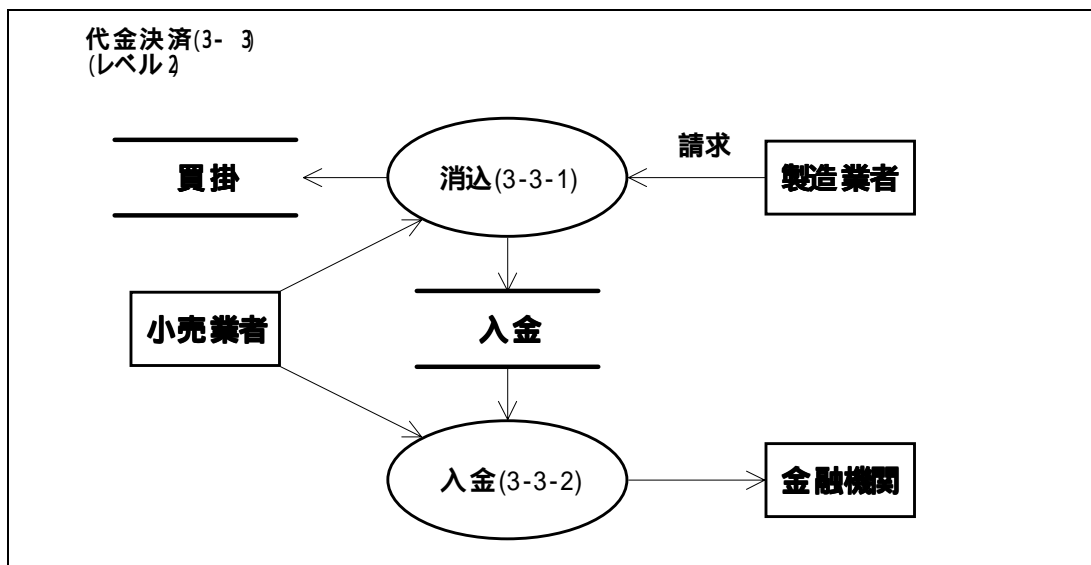 代金決済(3- 3)
(レベル2)
請求
買掛
消込(3-3-1)
製造業者
小売業者
入金
入金(3-3-2)
金融機関